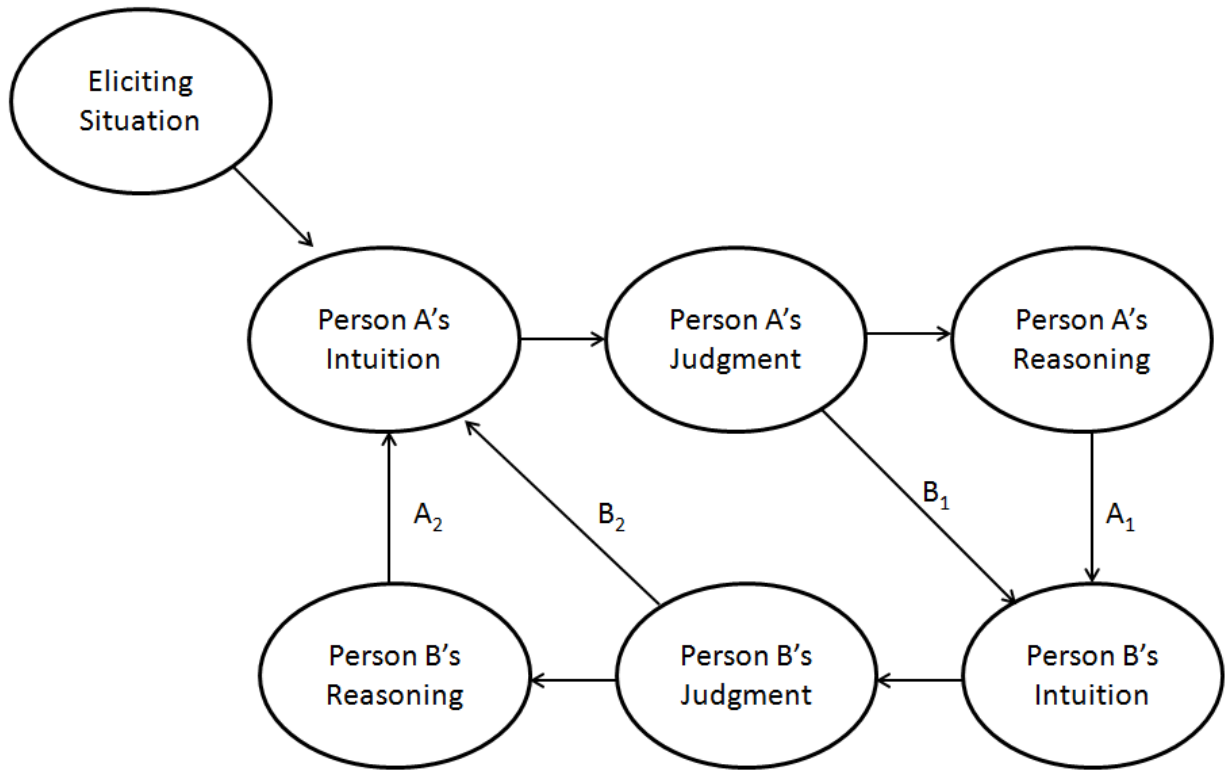 Eliciting
Situation
Person A’s
Intuition
Person A’s
Judgment
Person A’s
Reasoning
A₂
B₂
B₁
A₁
Person B’s
Reasoning
Person B’s
Judgment
Person B’s
Intuition